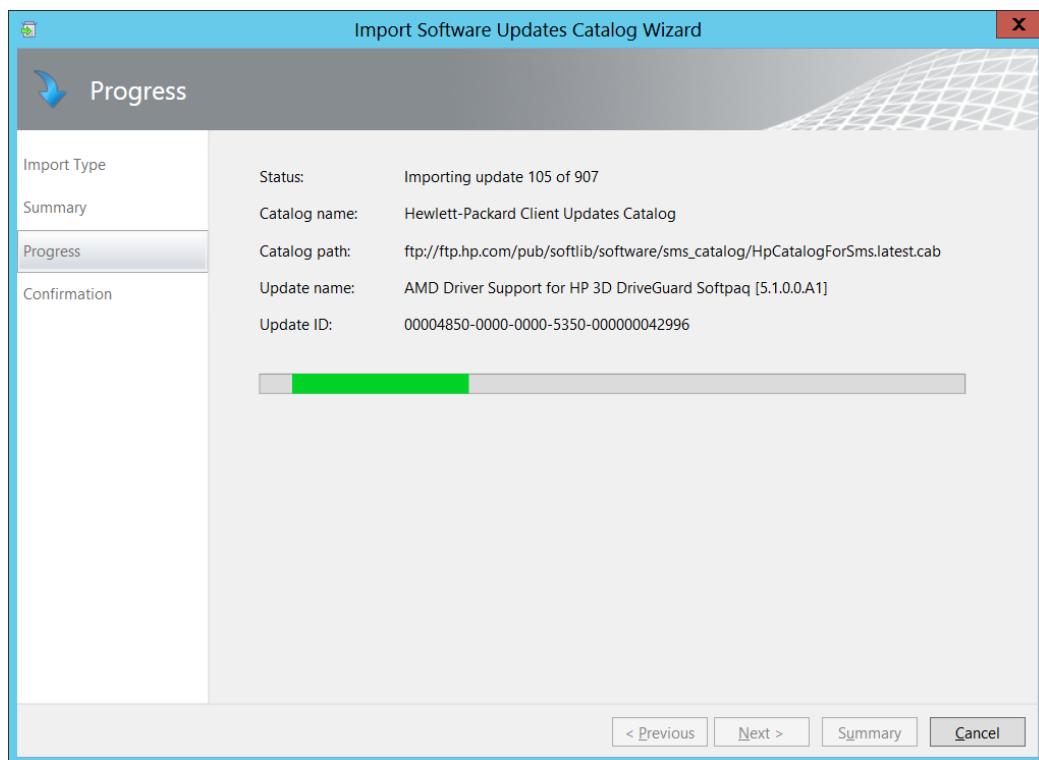 Import Software Updates Catalog Wizard
X
Progress
Import Type
Summary
Progress
Confirmation
Status: Importing update 105 of 907
Catalog name: Hewlett-Packard Client Updates Catalog
Catalog path: ftp://ftp.hp.com/pub/softlib/software/sms_catalog/HpCatalogForSms.latest.cab
Update name: AMD Driver Support for HP 3D DriveGuard Softpaq [5.1.0.0.A1]
Update ID: 00004850-0000-0000-5350-000000042996
< Previous Next > Summary Cancel